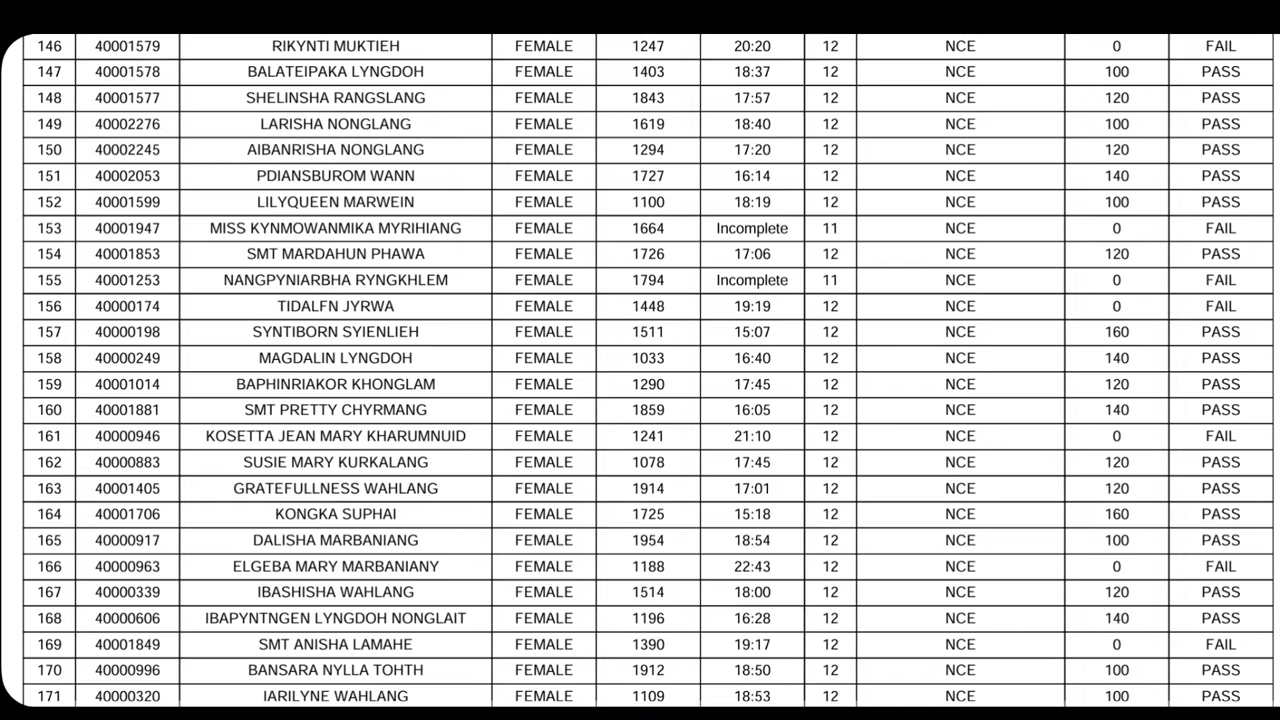 146 40001579 RIKYNTI MUKTIEH FEMALE 1247 20:20 12 NCE 0 FAIL
147 40001578 BALATEIPAKA LYNGDOH FEMALE 1403 18:37 12 NCE 100 PASS
148 40001577 SHELINSHA RANGSLANG FEMALE 1843 17:57 12 NCE 120 PASS
149 40002276 LARISHA NONGLANG FEMALE 1619 18:40 12 NCE 100 PASS
150 40002245 AIBANRISHA NONGLANG FEMALE 1294 17:20 12 NCE 120 PASS
151 40002053 PDIANSBUROM WANN FEMALE 1727 16:14 12 NCE 140 PASS
152 40001599 LILYQUEEN MARWEIN FEMALE 1100 18:19 12 NCE 100 PASS
153 40001947 MISS KYNMOWANMIKA MYRIHIANG FEMALE 1664 Incomplete 11 NCE 0 FAIL
154 40001853 SMT MARDAHUN PHAWA FEMALE 1726 17:06 12 NCE 120 PASS
155 40001253 NANGPYNIARBHA RYNGKHLEM FEMALE 1794 Incomplete 11 NCE 0 FAIL
156 40000174 TIDALFN JYRWA FEMALE 1448 19:19 12 NCE 0 FAIL
157 40000198 SYNTIBORN SYIENLIEH FEMALE 1511 15:07 12 NCE 160 PASS
158 40000249 MAGDALIN LYNGDOH FEMALE 1033 16:40 12 NCE 140 PASS
159 40001014 BAPHINRIAKOR KHONGLAM FEMALE 1290 17:45 12 NCE 120 PASS
160 40001881 SMT PRETTY CHYRMANG FEMALE 1859 16:05 12 NCE 140 PASS
161 40000946 KOSETTA JEAN MARY KHARUMNUID FEMALE 1241 21:10 12 NCE 0 FAIL
162 40000883 SUSIE MARY KURKALANG FEMALE 1078 17:45 12 NCE 120 PASS
163 40001405 GRATEFULLNESS WAHLANG FEMALE 1914 17:01 12 NCE 120 PASS
164 40001706 KONGKA SUPHAI FEMALE 1725 15:18 12 NCE 160 PASS
165 40000917 DALISHA MARBANIANG FEMALE 1954 18:54 12 NCE 100 PASS
166 40000963 ELGEBA MARY MARBANIANY FEMALE 1188 22:43 12 NCE 0 FAIL
167 40000339 IBASHISHA WAHLANG FEMALE 1514 18:00 12 NCE 120 PASS
168 40000606 IBAPYNTNGEN LYNGDOH NONGLAIT FEMALE 1196 16:28 12 NCE 140 PASS
169 40001849 SMT ANISHA LAMAHE FEMALE 1390 19:17 12 NCE 0 FAIL
170 40000996 BANSARA NYLLA TOHTH FEMALE 1912 18:50 12 NCE 100 PASS
171 40000320 IARILYNE WAHLANG FEMALE 1109 18:53 12 NCE 100 PASS